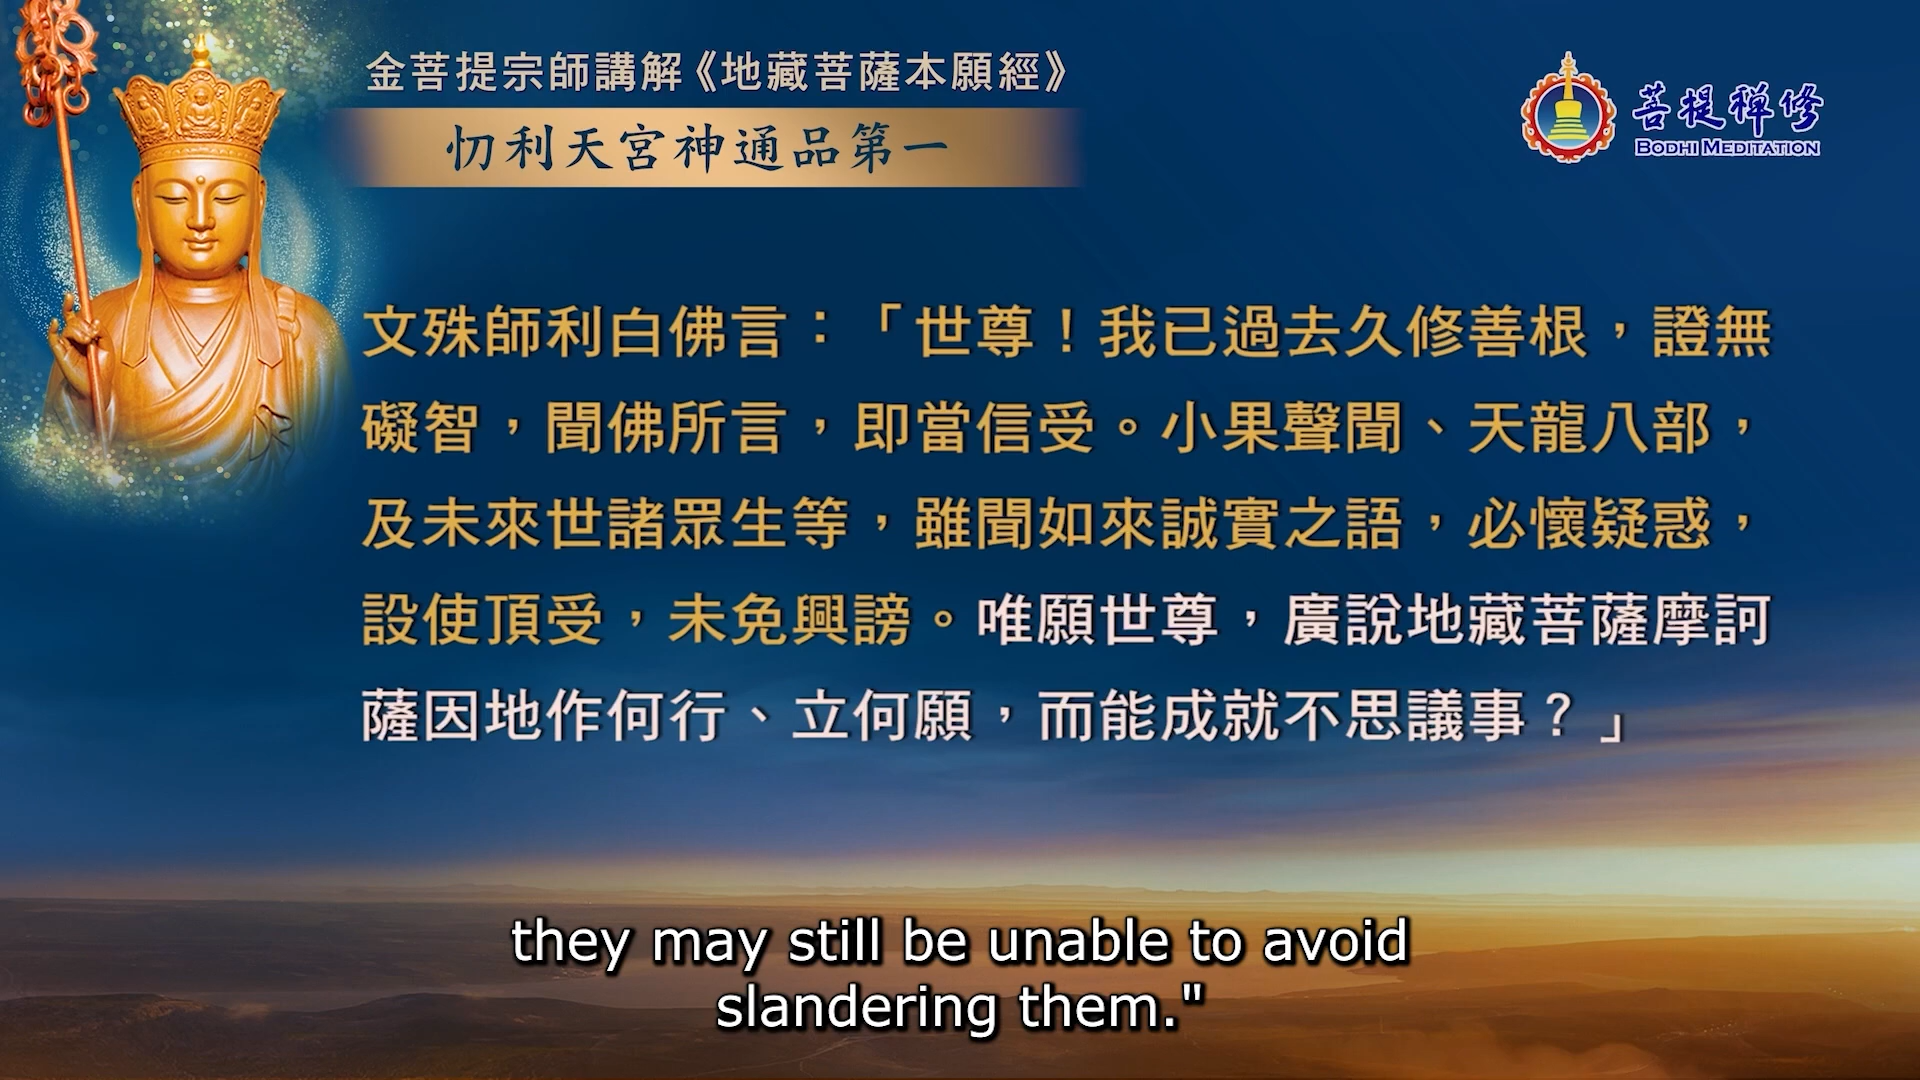 金菩提宗師講解《地藏菩薩本願經》
忉利天宮神通品第一
菩提禪修
BODHI MEDITATION
文殊師利白佛言：「世尊！我已過去久修善根，證無
礙智，聞佛所言，即當信受。小果聲聞、天龍八部，
及未來世諸眾生等，雖聞如來誠實之語，必懷疑惑，
設使頂受，未免興謗。唯願世尊，廣說地藏菩薩摩訶
薩因地作何行、立何願，而能成就不思議事？」
they may still be unable to avoid
slandering them."